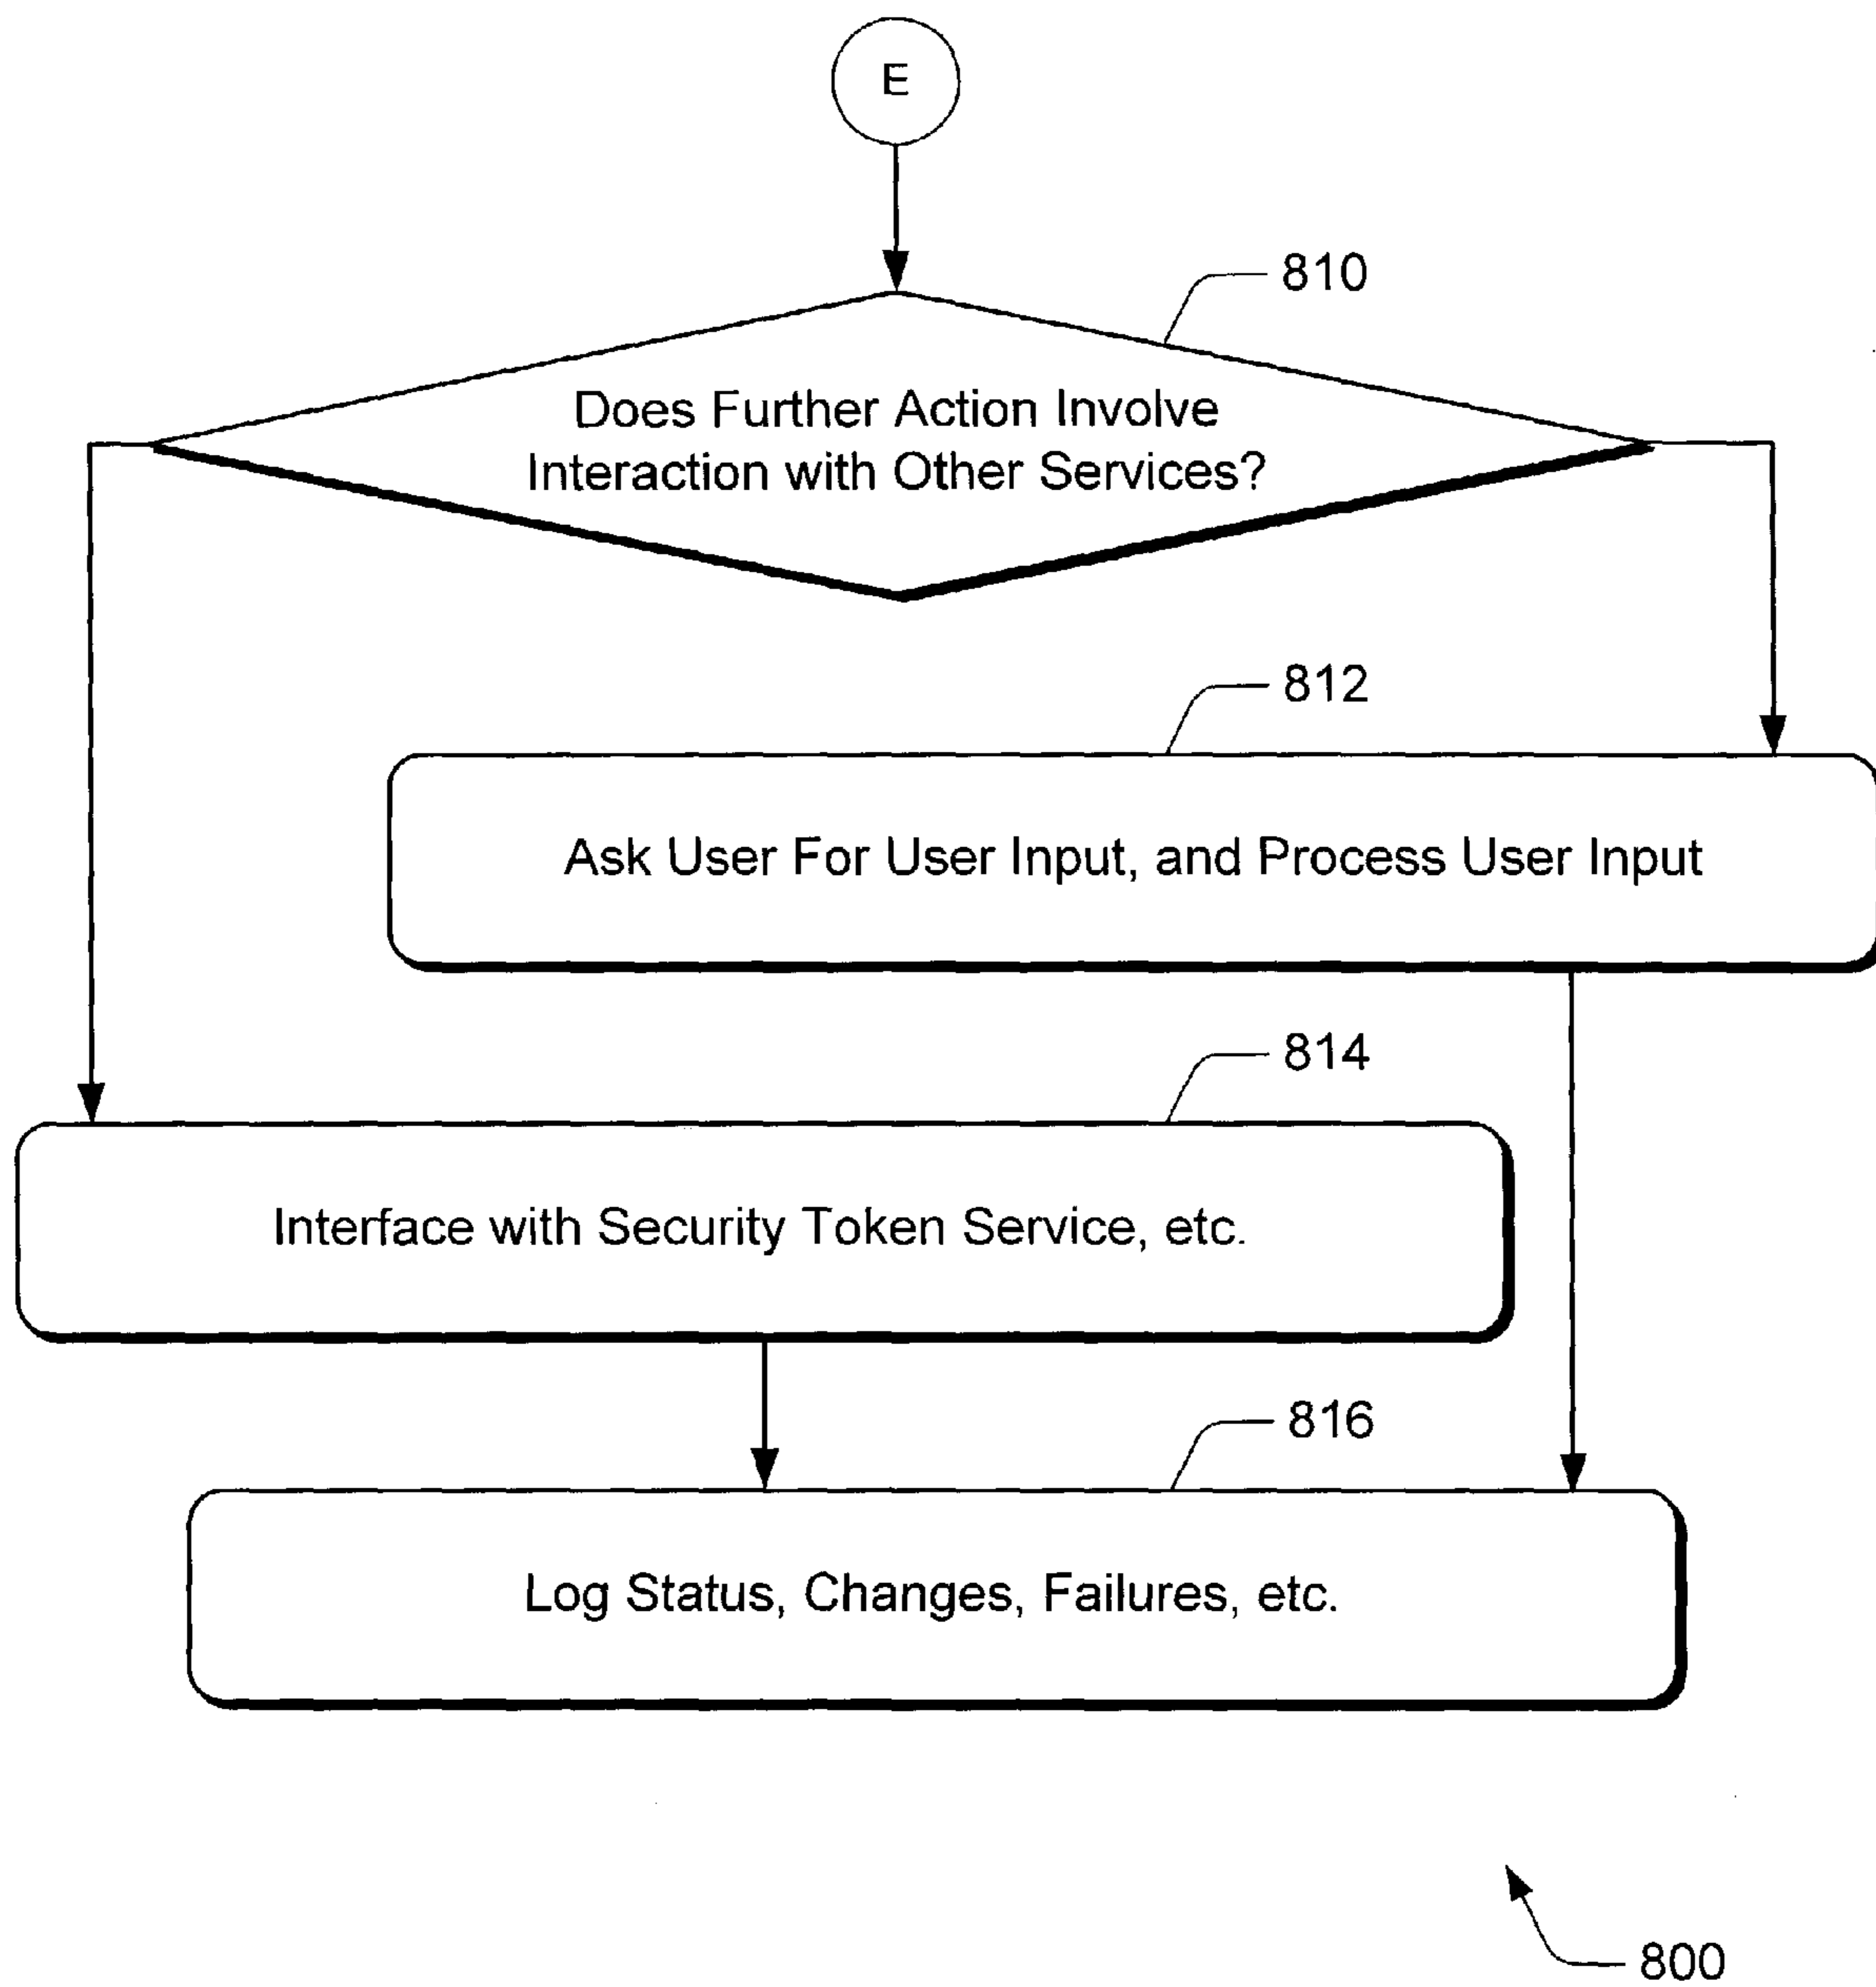 E
810
Does Further Action Involve
Interaction with Other Services?
812
Ask User For User Input, and Process User Input
814
Interface with Security Token Service, etc.
816
Log Status, Changes, Failures, etc.
800